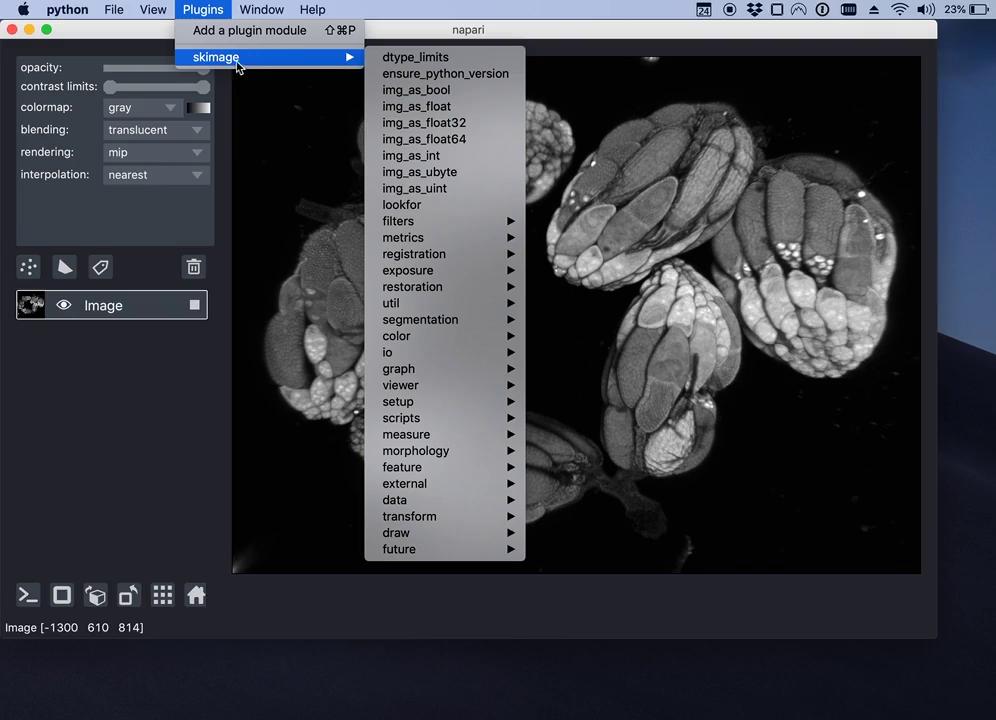 python File View Plugins Window Help 24 23%
napari
Add a plugin module ⇧⌘P
skimage
opacity:
contrast limits:
colormap: gray
blending: translucent
rendering: mip
interpolation: nearest
Image
Image [-1300 610 814]
dtype_limits
ensure_python_version
img_as_bool
img_as_float
img_as_float32
img_as_float64
img_as_int
img_as_ubyte
img_as_uint
lookfor
filters
metrics
registration
exposure
restoration
util
segmentation
color
io
graph
viewer
setup
scripts
measure
morphology
feature
external
data
transform
draw
future